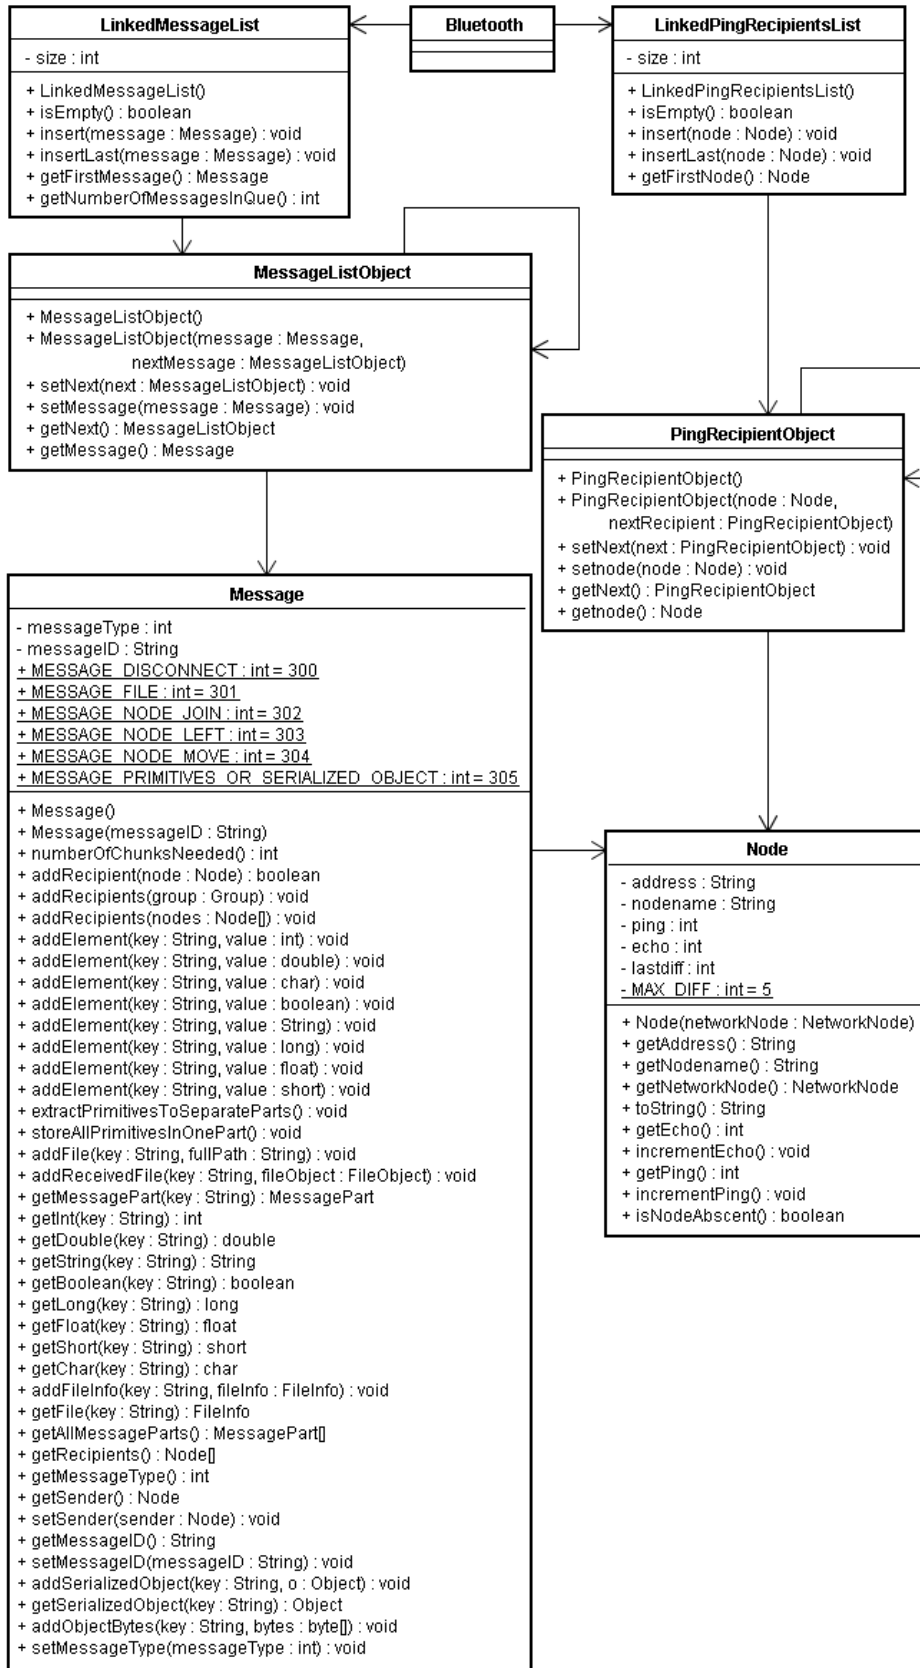 LinkedMessageList
- size : int
+ LinkedMessageList()
+ isEmpty() : boolean
+ insert(message : Message) : void
+ insertLast(message : Message) : void
+ getFirstMessage() : Message
+ getNumberOfMessagesInQue() : int
Bluetooth
LinkedPingRecipientsList
- size : int
+ LinkedPingRecipientsList()
+ isEmpty() : boolean
+ insert(node : Node) : void
+ insertLast(node : Node) : void
+ getFirstNode() : Node
MessageListObject
+ MessageListObject()
+ MessageListObject(message : Message,
nextMessage : MessageListObject)
+ setNext(next : MessageListObject) : void
+ setMessage(message : Message) : void
+ getNext() : MessageListObject
+ getMessage() : Message
PingRecipientObject
+ PingRecipientObject()
+ PingRecipientObject(node : Node,
nextRecipient : PingRecipientObject)
+ setNext(next : PingRecipientObject) : void
+ setnode(node : Node) : void
+ getNext() : PingRecipientObject
+ getnode() : Node
Message
- messageType : int
- messageID : String
+ MESSAGE_DISCONNECT : int = 300
+ MESSAGE_FILE : int = 301
+ MESSAGE_NODE_JOIN : int = 302
+ MESSAGE_NODE_LEFT : int = 303
+ MESSAGE_NODE_MOVE : int = 304
+ MESSAGE_PRIMITIVES_OR_SERIALIZED_OBJECT : int = 305
+ Message()
+ Message(messageID : String)
+ numberOfChunksNeeded() : int
+ addRecipient(node : Node) : boolean
+ addRecipients(group : Group) : void
+ addRecipients(nodes : Node[]) : void
+ addElement(key : String, value : int) : void
+ addElement(key : String, value : double) : void
+ addElement(key : String, value : char) : void
+ addElement(key : String, value : boolean) : void
+ addElement(key : String, value : String) : void
+ addElement(key : String, value : long) : void
+ addElement(key : String, value : float) : void
+ addElement(key : String, value : short) : void
+ extractPrimitivesToSeparateParts() : void
+ storeAllPrimitivesInOnePart() : void
+ addFile(key : String, fullPath : String) : void
+ addReceivedFile(key : String, fileObject : FileObject) : void
+ getMessagePart(key : String) : MessagePart
+ getInt(key : String) : int
+ getDouble(key : String) : double
+ getString(key : String) : String
+ getBoolean(key : String) : boolean
+ getLong(key : String) : long
+ getFloat(key : String) : float
+ getShort(key : String) : short
+ getChar(key : String) : char
+ addFileInfo(key : String, fileInfo : FileInfo) : void
+ getFile(key : String) : FileInfo
+ getAllMessageParts() : MessagePart[]
+ getRecipients() : Node[]
+ getMessageType() : int
+ getSender() : Node
+ setSender(sender : Node) : void
+ getMessageID() : String
+ setMessageID(messageID : String) : void
+ addSerializedObject(key : String, o : Object) : void
+ getSerializedObject(key : String) : Object
+ addObjectBytes(key : String, bytes : byte[]) : void
+ setMessageType(messageType : int) : void
Node
- address : String
- nodename : String
- ping : int
- echo : int
- lastdiff : int
- MAX_DIFF : int = 5
+ Node(networkNode : NetworkNode)
+ getAddress() : String
+ getNodename() : String
+ getNetworkNode() : NetworkNode
+ toString() : String
+ getEcho() : int
+ incrementEcho() : void
+ getPing() : int
+ incrementPing() : void
+ isNodeAbscent() : boolean